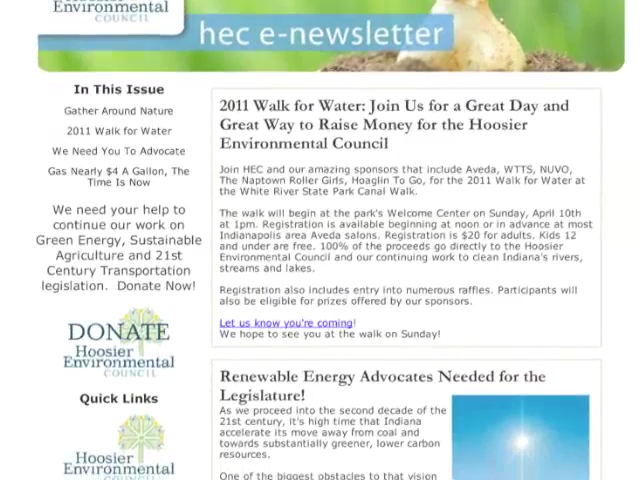 Hoosier
Environmental
COUNCIL
hec e-newsletter
In This Issue
Gather Around Nature
2011 Walk for Water
We Need You To Advocate
Gas Nearly $4 A Gallon, The
Time Is Now
We need your help to
continue our work on
Green Energy, Sustainable
Agriculture and 21st
Century Transportation
legislation. Donate Now!
DONATE
Hoosier
Environmental
COUNCIL
Quick Links
Hoosier
Environmental
COUNCIL
2011 Walk for Water: Join Us for a Great Day and
Great Way to Raise Money for the Hoosier
Environmental Council
Join HEC and our amazing sponsors that include Aveda, WTTS, NUVO,
The Naptown Roller Girls, Hoaglin To Go, for the 2011 Walk for Water at
the White River State Park Canal Walk.
The walk will begin at the park's Welcome Center on Sunday, April 10th
at 1pm. Registration is available beginning at noon or in advance at most
Indianapolis area Aveda salons. Registration is $20 for adults. Kids 12
and under are free. 100% of the proceeds go directly to the Hoosier
Environmental Council and our continuing work to clean Indiana's rivers,
streams and lakes.
Registration also includes entry into numerous raffles. Participants will
also be eligible for prizes offered by our sponsors.
Let us know you're coming!
We hope to see you at the walk on Sunday!
Renewable Energy Advocates Needed for the
Legislature!
As we proceed into the second decade of the
21st century, it's high time that Indiana
accelerate its move away from coal and
towards substantially greener, lower carbon
resources.
One of the biggest obstacles to that vision